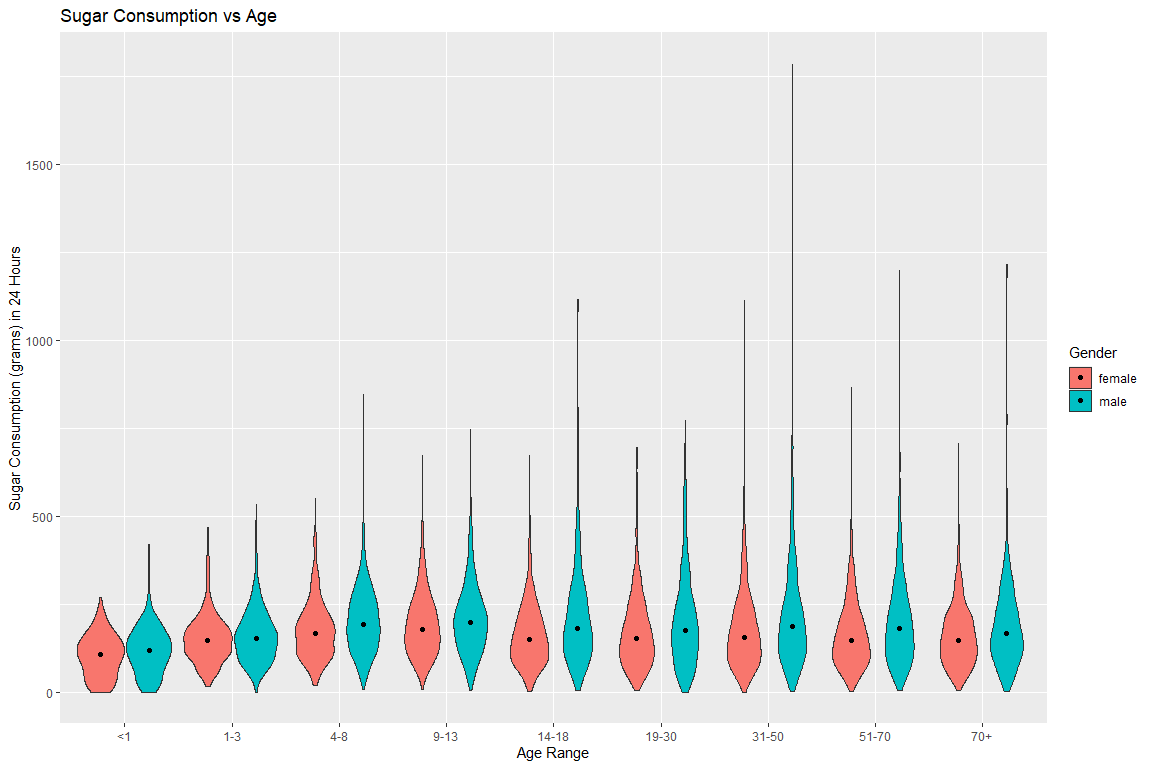 Sugar Consumption vs Age
Sugar Consumption (grams) in 24 Hours
1500
1000
500
0
<1
1-3
4-8
9-13
14-18
19-30
31-50
51-70
70+
Age Range
Gender
female
male